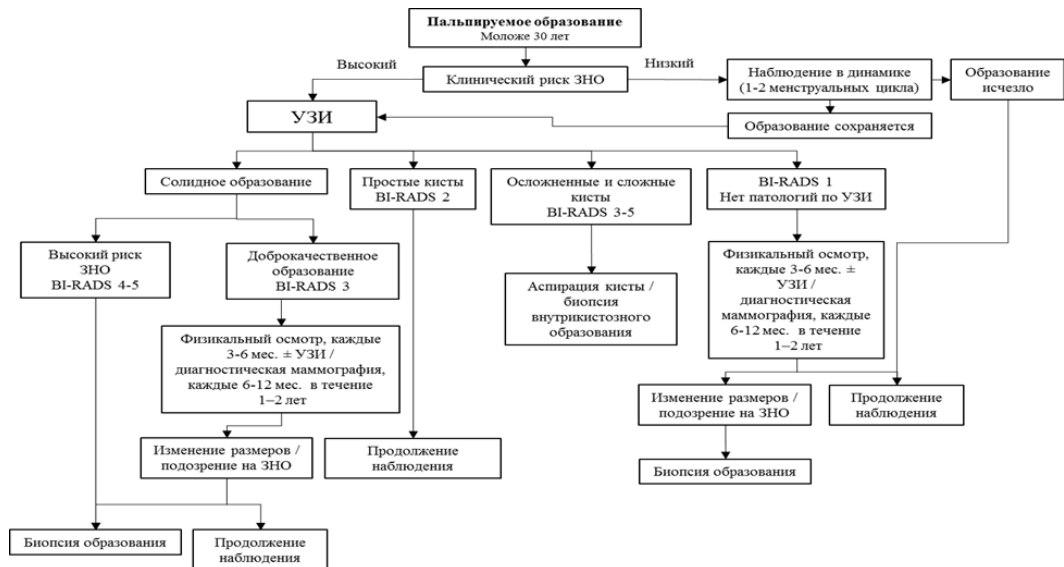 Пальпируемое образование
Моложе 30 лет
Высокий
Клинический риск ЗНО
Низкий
Наблюдение в динамике
(1-2 менструальных цикла)
Образование
исчезло
УЗИ
Образование сохраняется
Солидное образование
Простые кисты
BI-RADS 2
Осложненные и сложные
кисты
BI-RADS 3-5
BI-RADS 1
Нет патологий по УЗИ
Высокий риск
ЗНО
BI-RADS 4-5
Доброкачественное
образование
BI-RADS 3
Аспирация кисты /
биопсия
внутрикистозного
образования
Физикальный осмотр,
каждые 3-6 мес. ±
УЗИ /
диагностическая
маммография, каждые
6-12 мес. в течение
1–2 лет
Физикальный осмотр, каждые
3-6 мес. ± УЗИ /
диагностическая маммография,
каждые 6-12 мес. в течение
1–2 лет
Изменение размеров /
подозрение на ЗНО
Продолжение
наблюдения
Изменение размеров /
подозрение на ЗНО
Продолжение
наблюдения
Биопсия образования
Биопсия образования
Продолжение
наблюдения